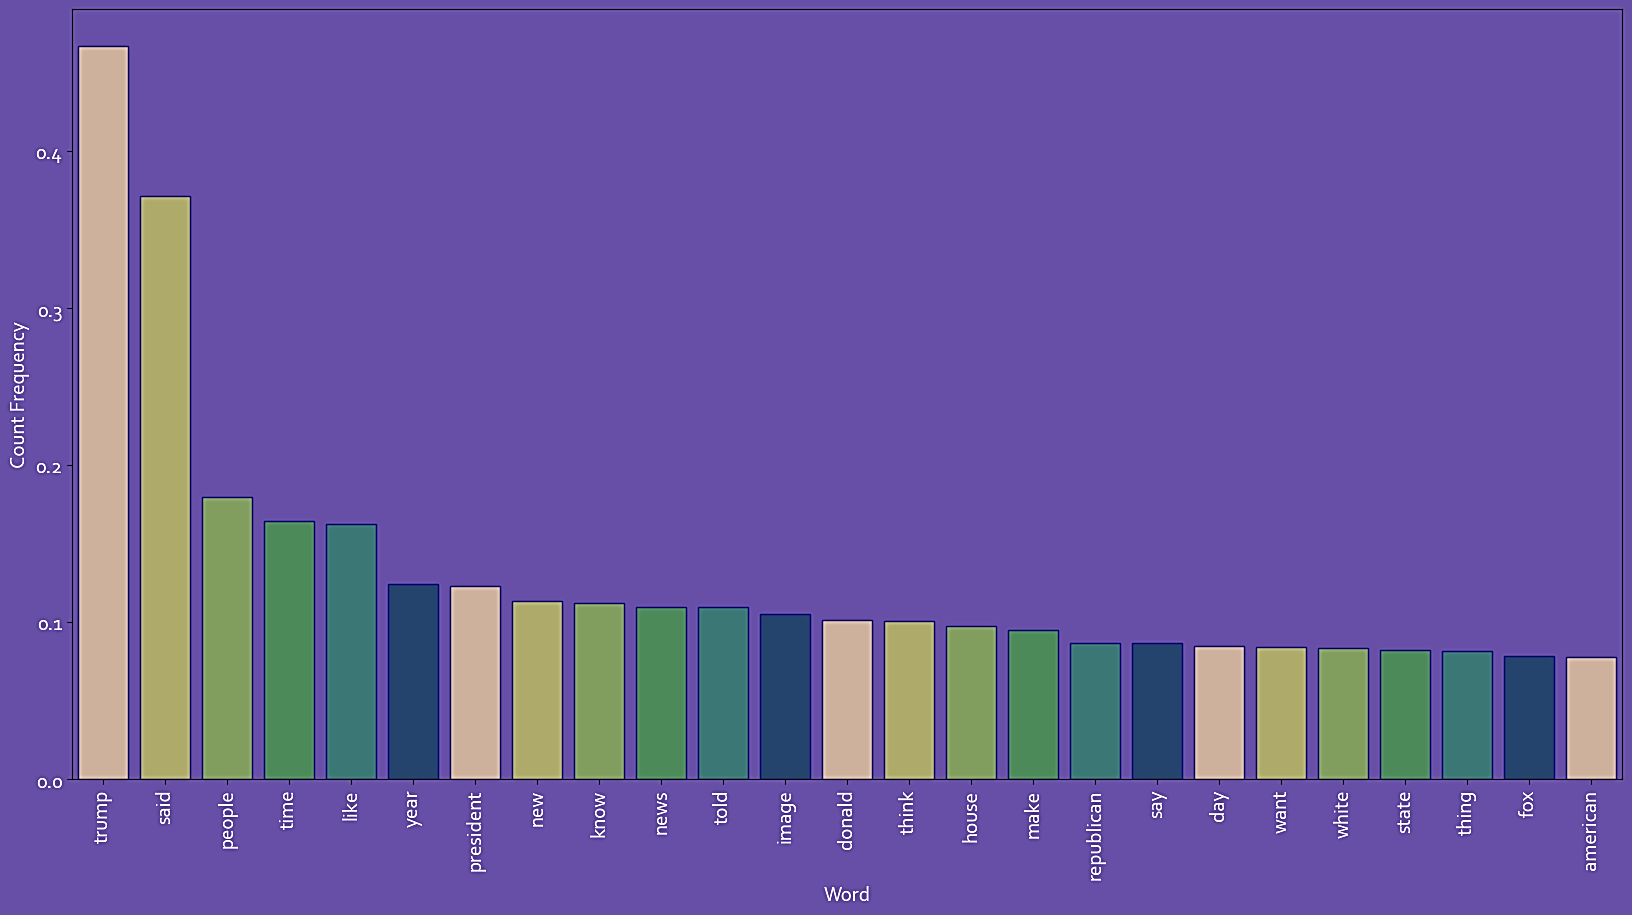 Count Frequency
0.4
0.3
0.2
0.1
0.0
trump
said
people
time
like
year
president
new
know
news
told
image
donald
think
house
make
republican
say
day
want
white
state
thing
fox
american
Word